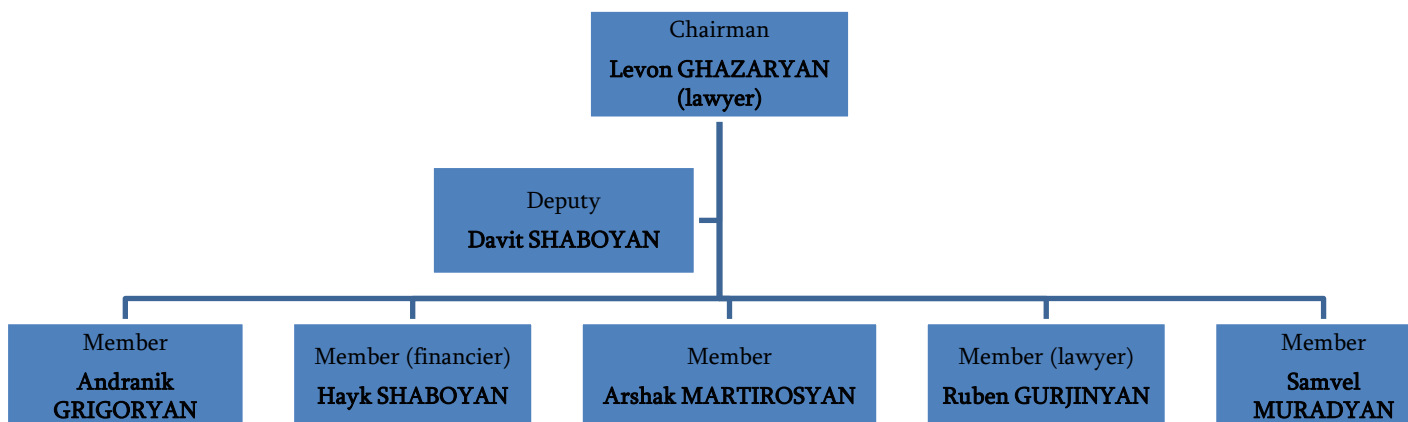 Chairman
Levon GHAZARYAN
(lawyer)
Deputy
Davit SHABOYAN
Member
Andranik
GRIGORYAN
Member (financier)
Hayk SHABOYAN
Member
Arshak MARTIROSYAN
Member (lawyer)
Ruben GURJINYAN
Member
Samvel
MURADYAN